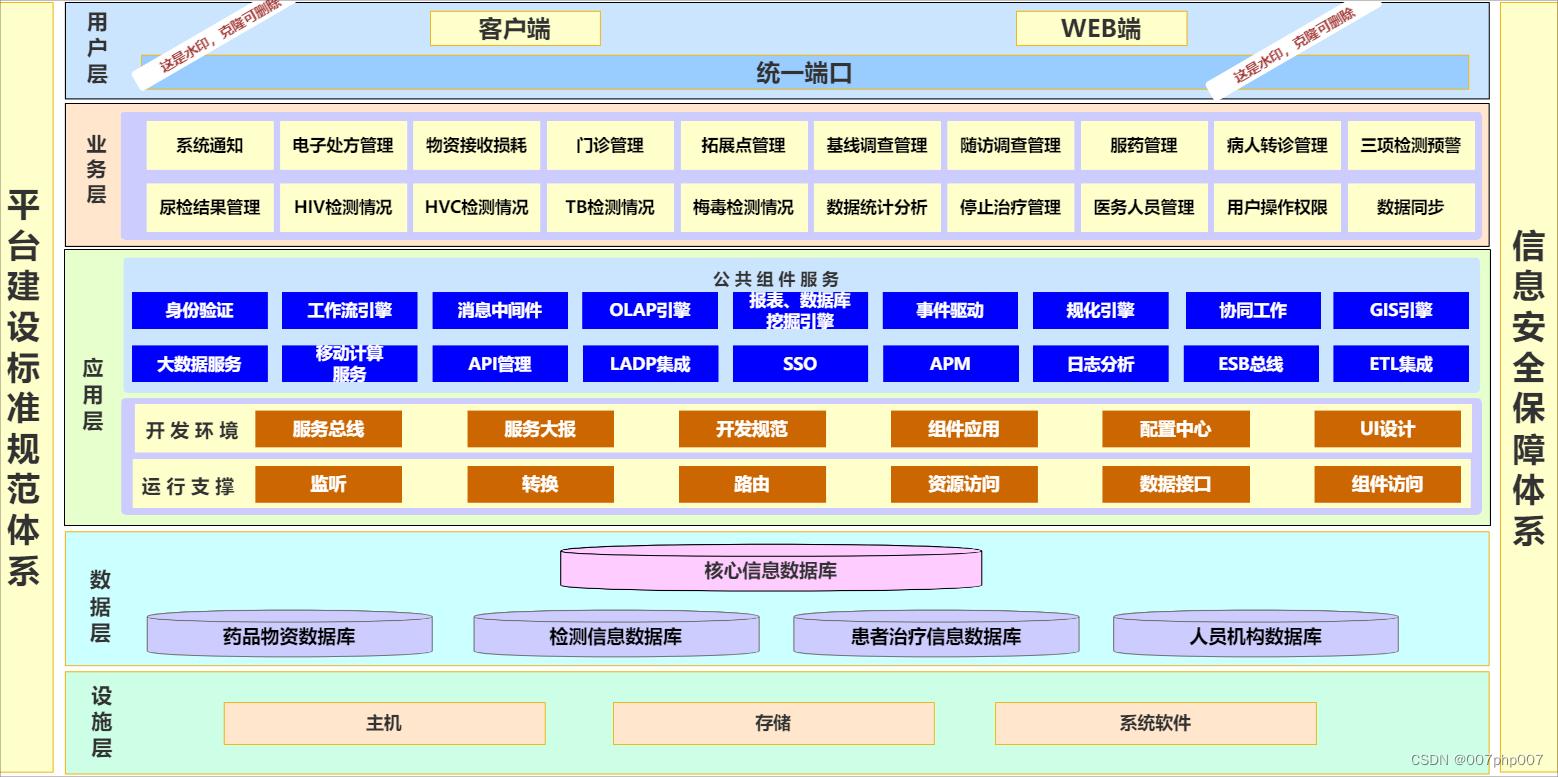 平台建设标准规范体系
用户层
客户端
WEB端
统一端口
这是水印，克隆可删除
这是水印，克隆可删除
业务层
系统通知 电子处方管理 物资接收损耗 门诊管理 拓展点管理 基线调查管理 随访调查管理 服药管理 病人转诊管理 三项检测预警
尿检结果管理 HIV检测情况 HVC检测情况 TB检测情况 梅毒检测情况 数据统计分析 停止治疗管理 医务人员管理 用户操作权限 数据同步
应用层
公共组件服务
身份验证 工作流引擎 消息中间件 OLAP引擎 报表、数据库
挖掘引擎 事件驱动 规化引擎 协同工作 GIS引擎
大数据服务 移动计算
服务 API管理 LADP集成 SSO APM 日志分析 ESB总线 ETL集成
开发环境 服务总线 服务大报 开发规范 组件应用 配置中心 UI设计
运行支撑 监听 转换 路由 资源访问 数据接口 组件访问
数据层
核心信息数据库
药品物资数据库 检测信息数据库 患者治疗信息数据库 人员机构数据库
设施层
主机 存储 系统软件
信息安全保障体系
CSDN @007php007